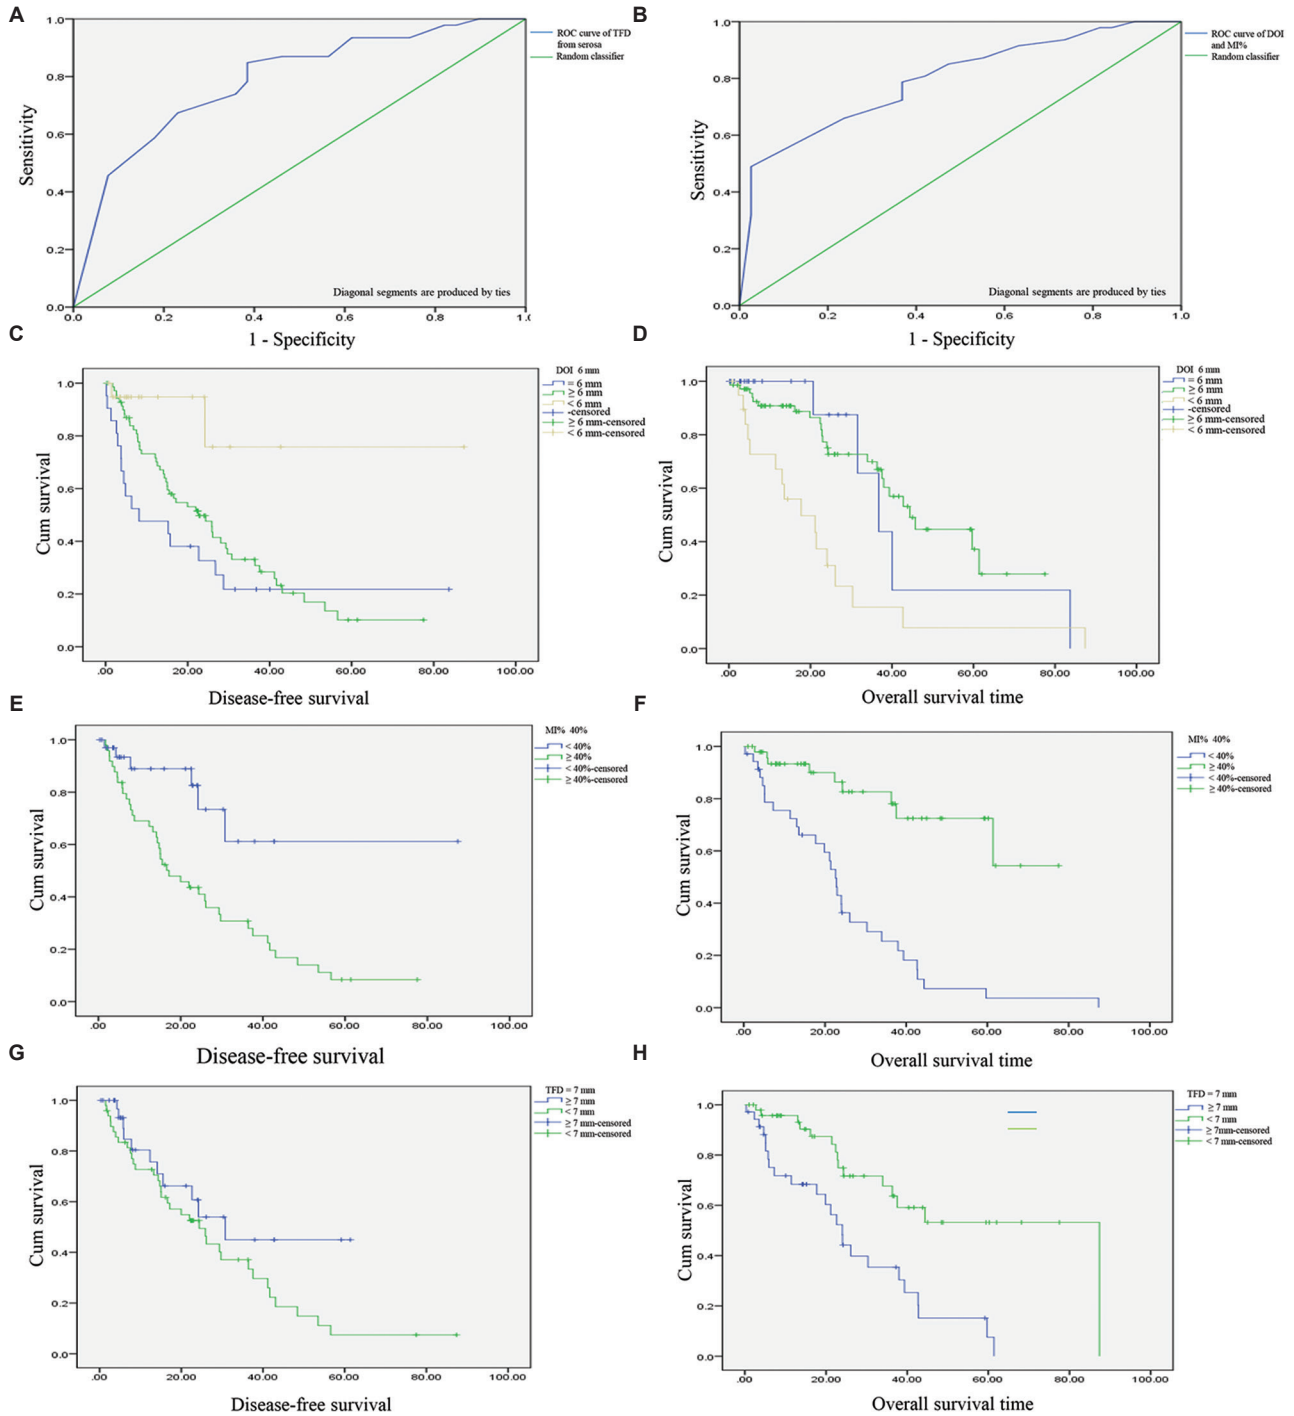 A
1.0
0.8
0.6
0.4
0.2
0.0
0.0
0.2
0.4
0.6
0.8
1.0
Sensitivity
1 - Specificity
ROC curve of TFD
from serosa
Random classifier
Diagonal segments are produced by ties
B
1.0
0.8
0.6
0.4
0.2
0.0
0.0
0.2
0.4
0.6
0.8
1.0
Sensitivity
1 - Specificity
ROC curve of DOI
and MI%
Random classifier
Diagonal segments are produced by ties
C
1.0
0.8
0.6
0.4
0.2
0.0
.00
20.00
40.00
60.00
80.00
100.00
Cum survival
Disease-free survival
DOI 6 mm
= 6 mm
≥ 6 mm
< 6 mm
-censored
≥ 6 mm-censored
< 6 mm-censored
D
1.0
0.8
0.6
0.4
0.2
0.0
.00
20.00
40.00
60.00
80.00
100.00
Cum survival
Overall survival time
DOI 6 mm
= 6 mm
≥ 6 mm
< 6 mm
-censored
≥ 6 mm-censored
< 6 mm-censored
E
1.0
0.8
0.6
0.4
0.2
0.0
.00
20.00
40.00
60.00
80.00
100.00
Cum survival
Disease-free survival
MI% 40%
< 40%
≥ 40%
< 40%-censored
≥ 40%-censored
F
1.0
0.8
0.6
0.4
0.2
0.0
.00
20.00
40.00
60.00
80.00
100.00
Cum survival
Overall survival time
MI% 40%
< 40%
≥ 40%
< 40%-censored
≥ 40%-censored
G
1.0
0.8
0.6
0.4
0.2
0.0
.00
20.00
40.00
60.00
80.00
100.00
Cum survival
Disease-free survival
TFD = 7 mm
≥ 7 mm
< 7 mm
≥ 7 mm-censored
< 7 mm-censored
H
1.0
0.8
0.6
0.4
0.2
0.0
.00
20.00
40.00
60.00
80.00
100.00
Cum survival
Overall survival time
TFD = 7 mm
≥ 7 mm
< 7 mm
≥ 7mm-censored
< 7 mm-censored